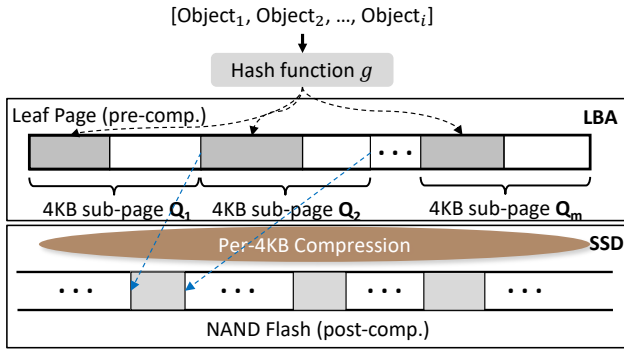 [Object₁, Object₂, …, Objectᵢ]
Hash function g
Leaf Page (pre-comp.)
LBA
• • •
4KB sub-page Q₁
4KB sub-page Q₂
4KB sub-page Qₘ
Per-4KB Compression
SSD
• • • • • • • • • • • •
NAND Flash (post-comp.)